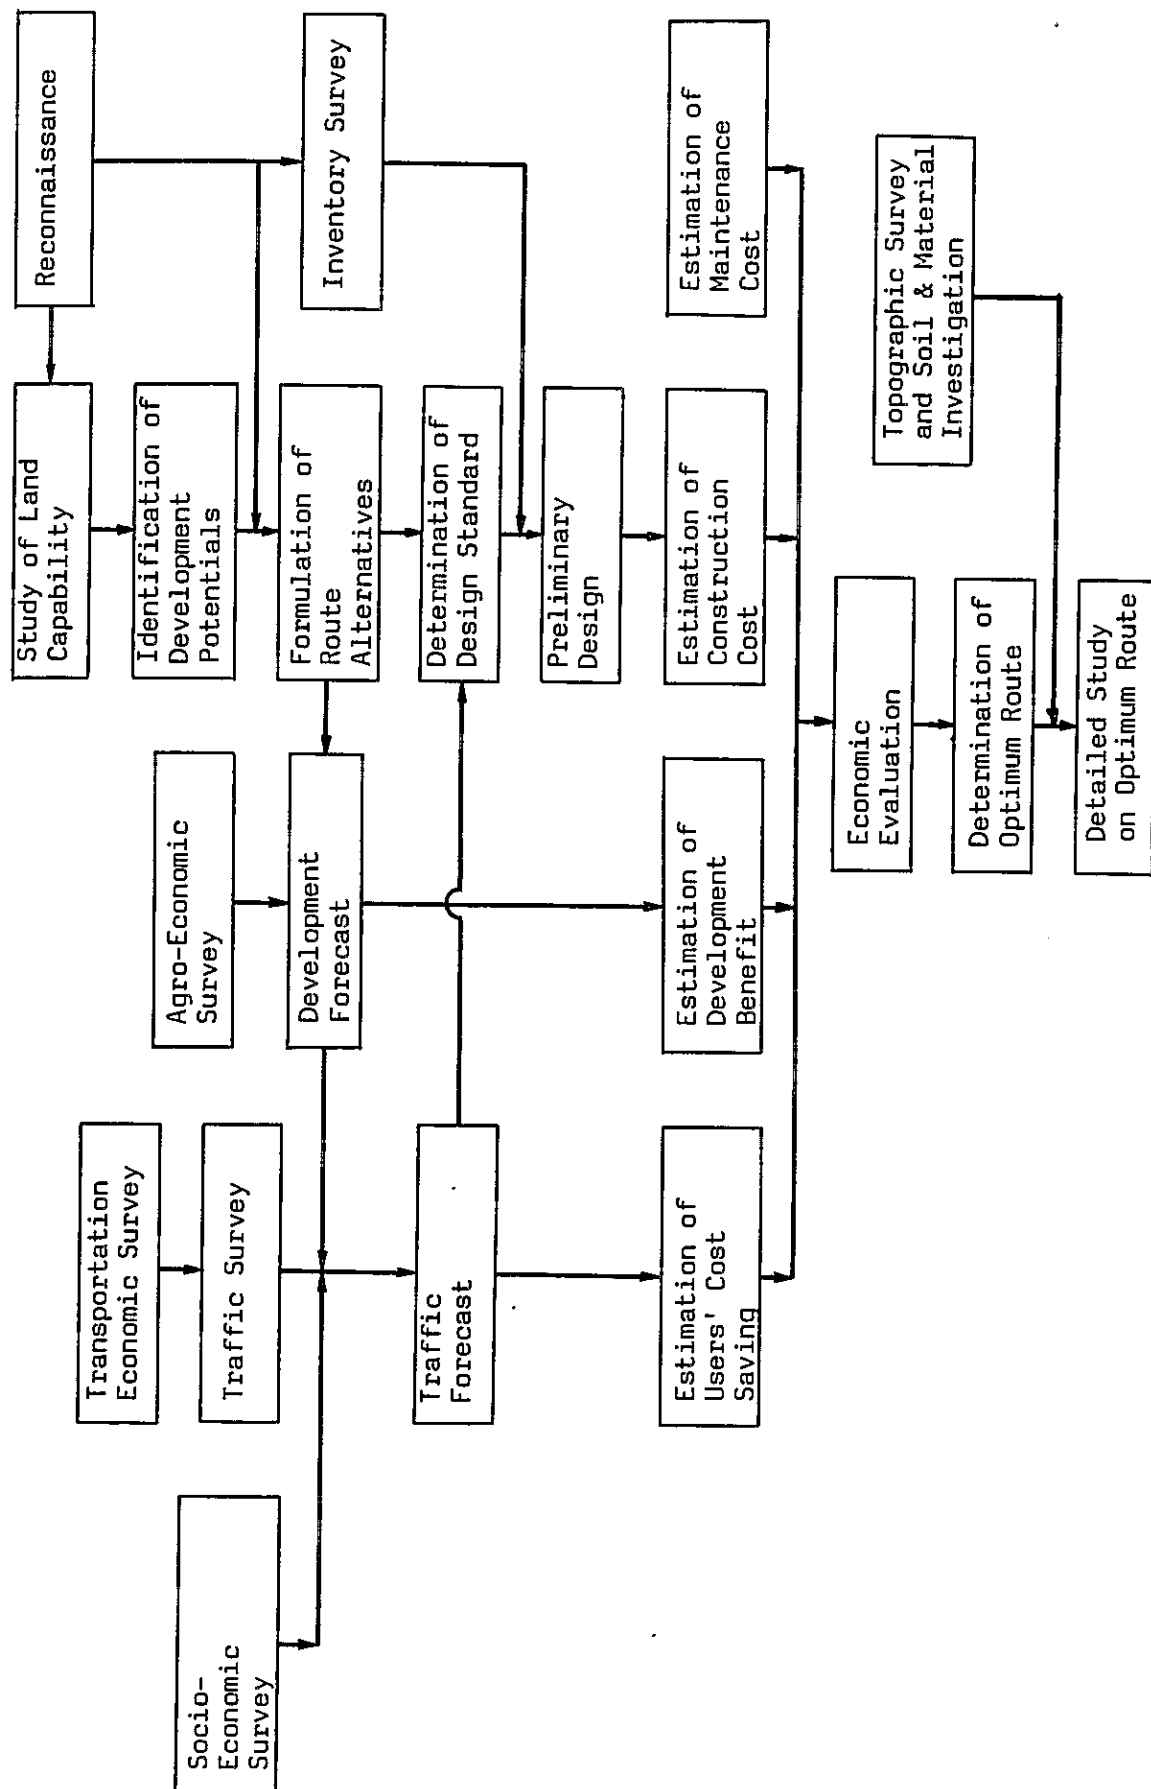 Reconnaissance
Study of Land
Capability
Identification of
Development
Potentials
Inventory Survey
Formulation of
Route
Alternatives
Determination of
Design Standard
Preliminary
Design
Agro-Economic
Survey
Development
Forecast
Transportation
Economic Survey
Traffic Survey
Socio-
Economic
Survey
Traffic
Forecast
Estimation of
Users' Cost
Saving
Estimation of
Development
Benefit
Estimation of
Construction
Cost
Estimation of
Maintenance
Cost
Economic
Evaluation
Determination of
Optimum Route
Topographic Survey
and Soil & Material
Investigation
Detailed Study
on Optimum Route